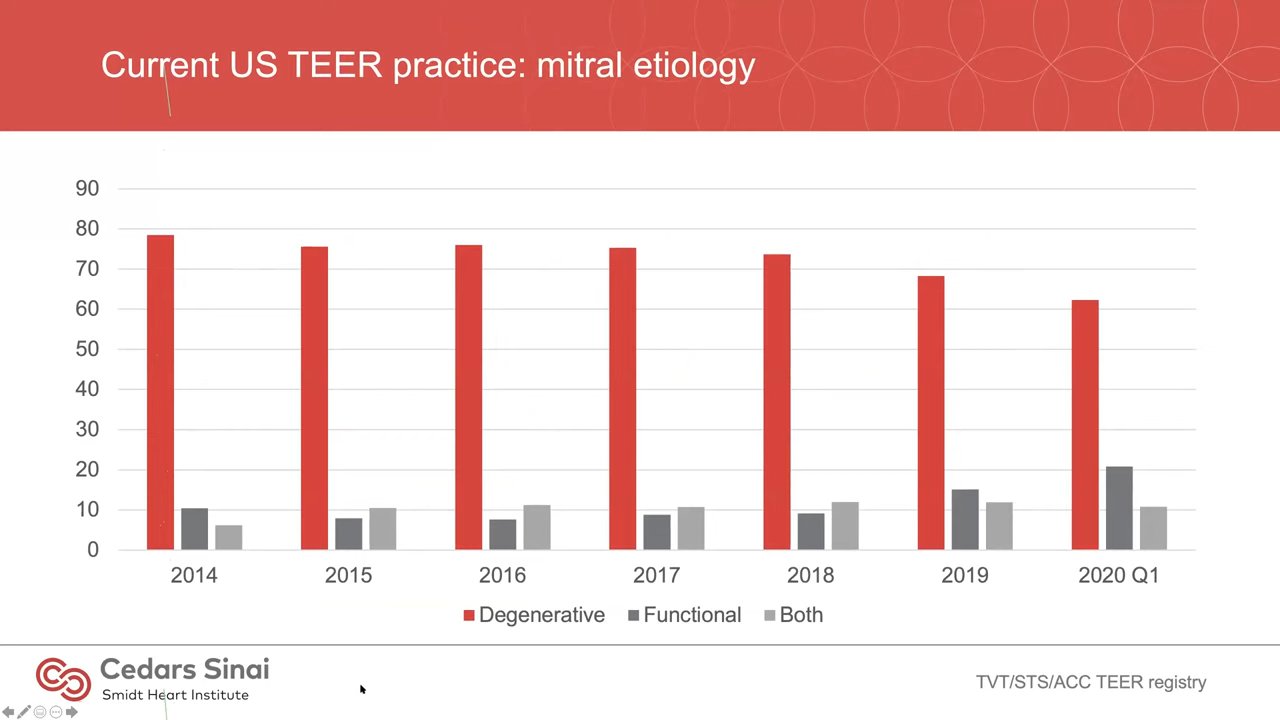 Current US TEER practice: mitral etiology
90
80
70
60
50
40
30
20
10
0
2014 2015 2016 2017 2018 2019 2020 Q1
Degenerative Functional Both
Cedars Sinai
Smidt Heart Institute
TVT/STS/ACC TEER registry